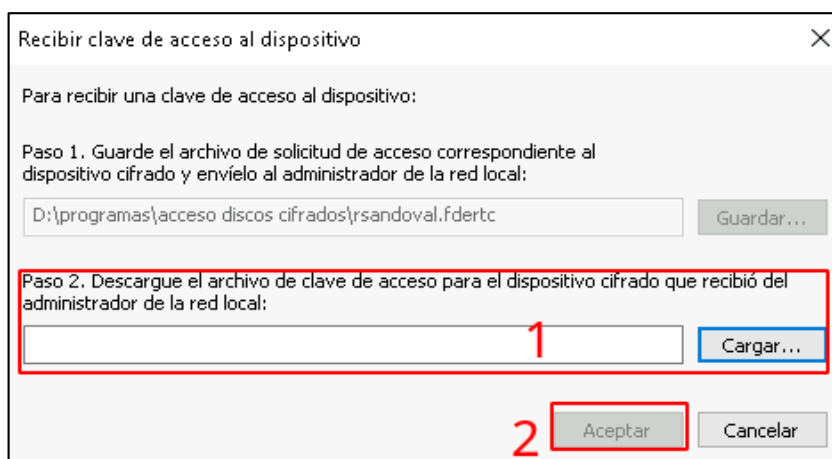 Recibir clave de acceso al dispositivo
Para recibir una clave de acceso al dispositivo:
Paso 1. Guarde el archivo de solicitud de acceso correspondiente al
dispositivo cifrado y envíelo al administrador de la red local:
D:\programas\acceso discos cifrados\rsandoval.fdertc
Guardar...
Paso 2. Descargue el archivo de clave de acceso para el dispositivo cifrado que recibió del
administrador de la red local:
1
Cargar...
2
Aceptar
Cancelar